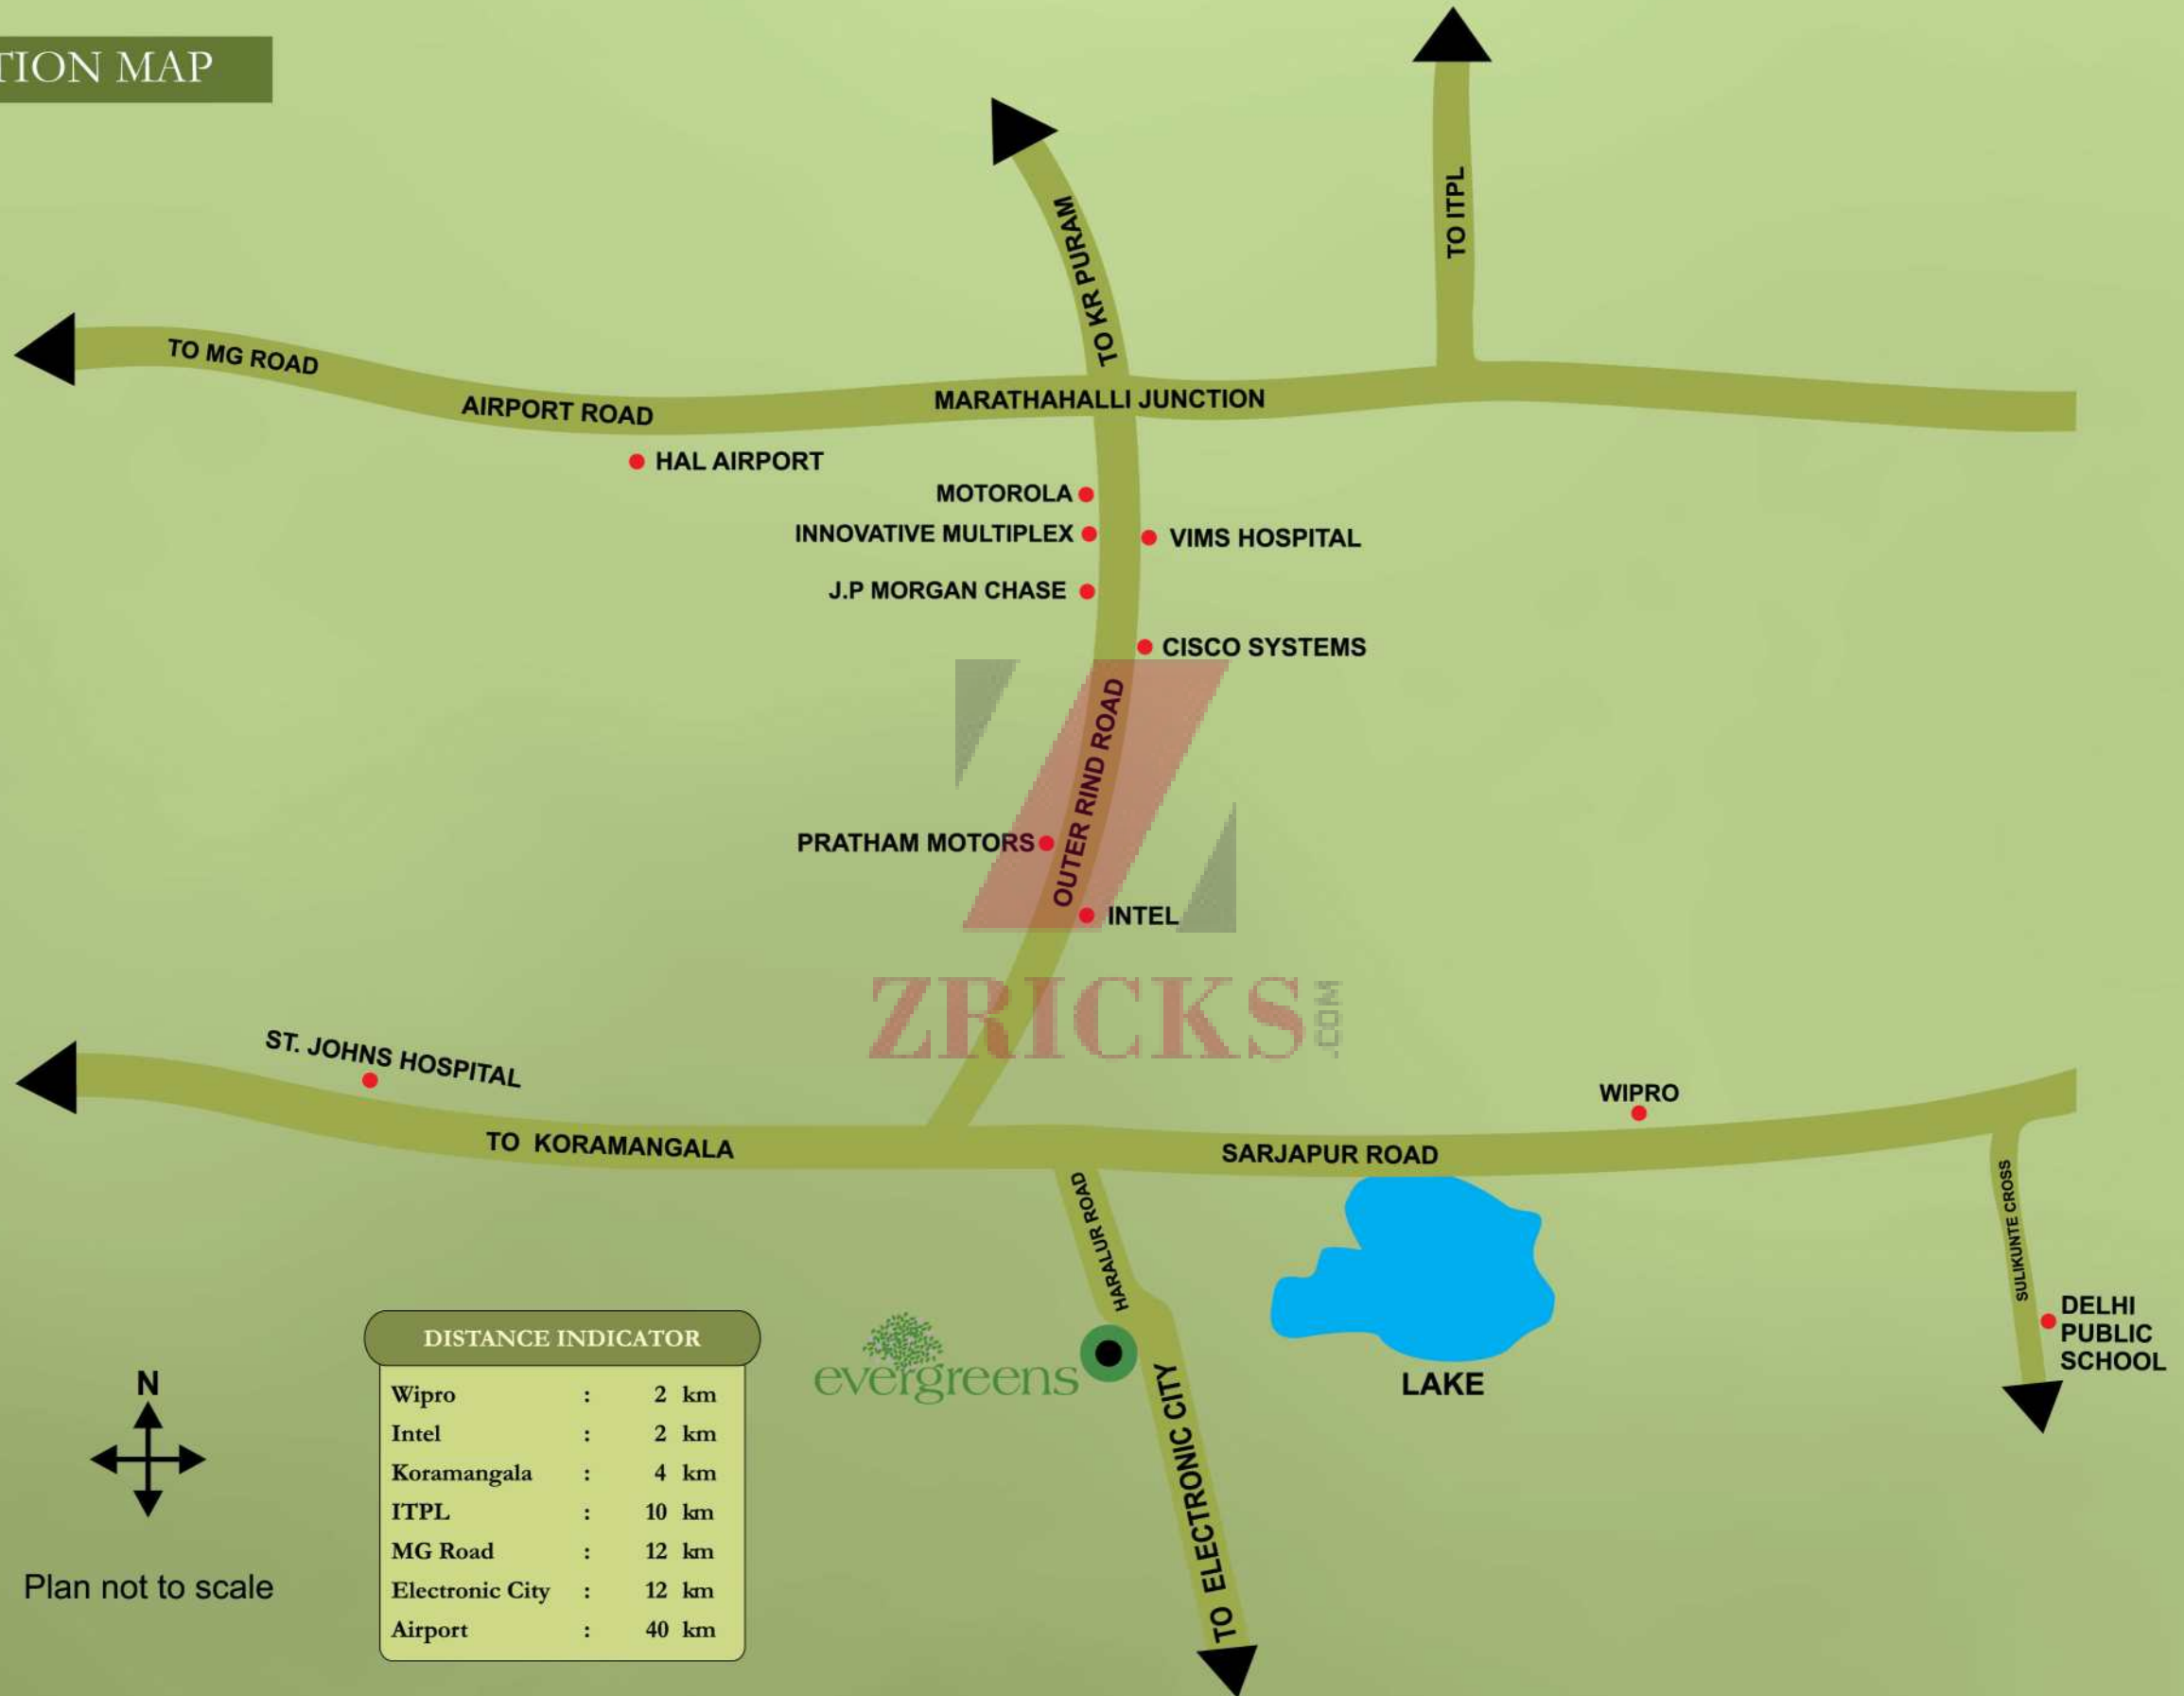 TION MAP
TO ITPL
TO KR PURAM
TO MG ROAD
AIRPORT ROAD
MARATHAHALLI JUNCTION
HAL AIRPORT
MOTOROLA
INNOVATIVE MULTIPLEX
VIMS HOSPITAL
J.P MORGAN CHASE
CISCO SYSTEMS
OUTER RIND ROAD
PRATHAM MOTORS
INTEL
ZRICKS.COM
ST. JOHNS HOSPITAL
WIPRO
TO KORAMANGALA
SARJAPUR ROAD
HARALUR ROAD
SULIKUNTE CROSS
DELHI
PUBLIC
SCHOOL
LAKE
evergreens
TO ELECTRONIC CITY
DISTANCE INDICATOR
Wipro : 2 km
Intel : 2 km
Koramangala : 4 km
ITPL : 10 km
MG Road : 12 km
Electronic City : 12 km
Airport : 40 km
N
Plan not to scale